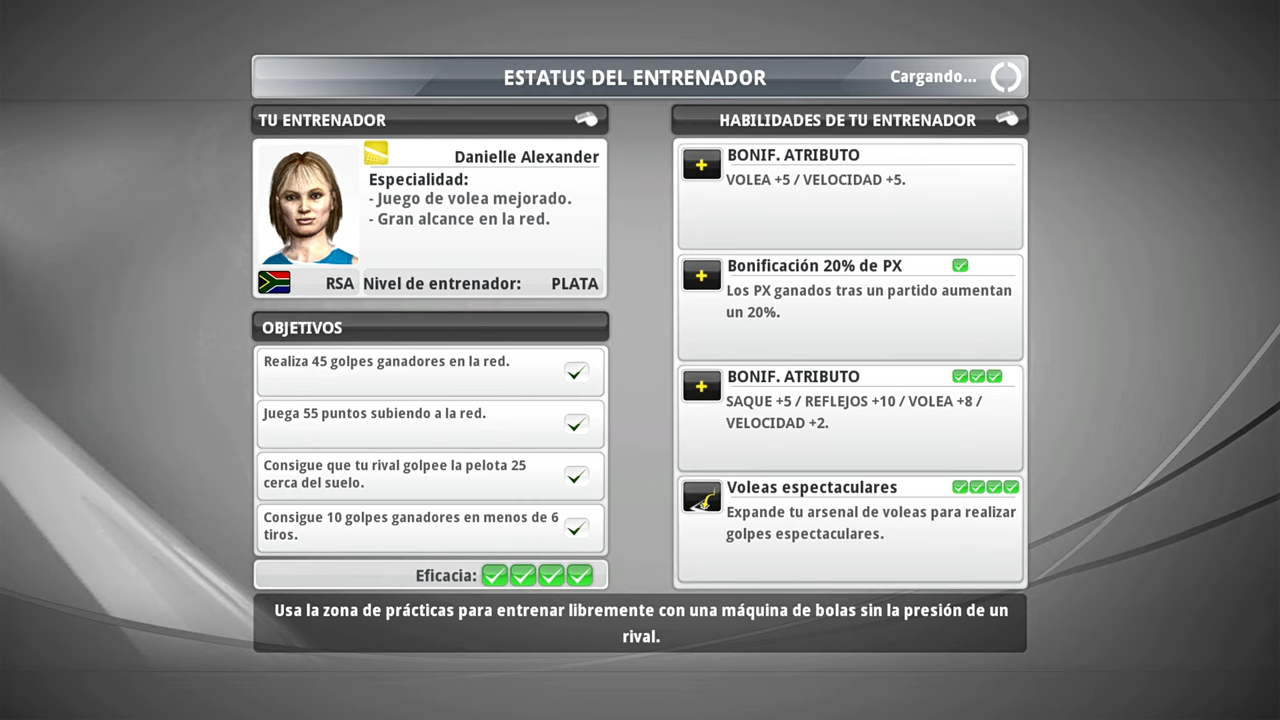 ESTATUS DEL ENTRENADOR
Cargando...
TU ENTRENADOR
Danielle Alexander
Especialidad:
- Juego de volea mejorado.
- Gran alcance en la red.
RSA
Nivel de entrenador: PLATA
OBJETIVOS
Realiza 45 golpes ganadores en la red.
Juega 55 puntos subiendo a la red.
Consigue que tu rival golpee la pelota 25
cerca del suelo.
Consigue 10 golpes ganadores en menos de 6
tiros.
Eficacia:
HABILIDADES DE TU ENTRENADOR
BONIF. ATRIBUTO
VOLEA +5 / VELOCIDAD +5.
Bonificación 20% de PX
Los PX ganados tras un partido aumentan
un 20%.
BONIF. ATRIBUTO
SAQUE +5 / REFLEJOS +10 / VOLEA +8 /
VELOCIDAD +2.
Voleas espectaculares
Expande tu arsenal de voleas para realizar
golpes espectaculares.
Usa la zona de prácticas para entrenar libremente con una máquina de bolas sin la presión de un
rival.